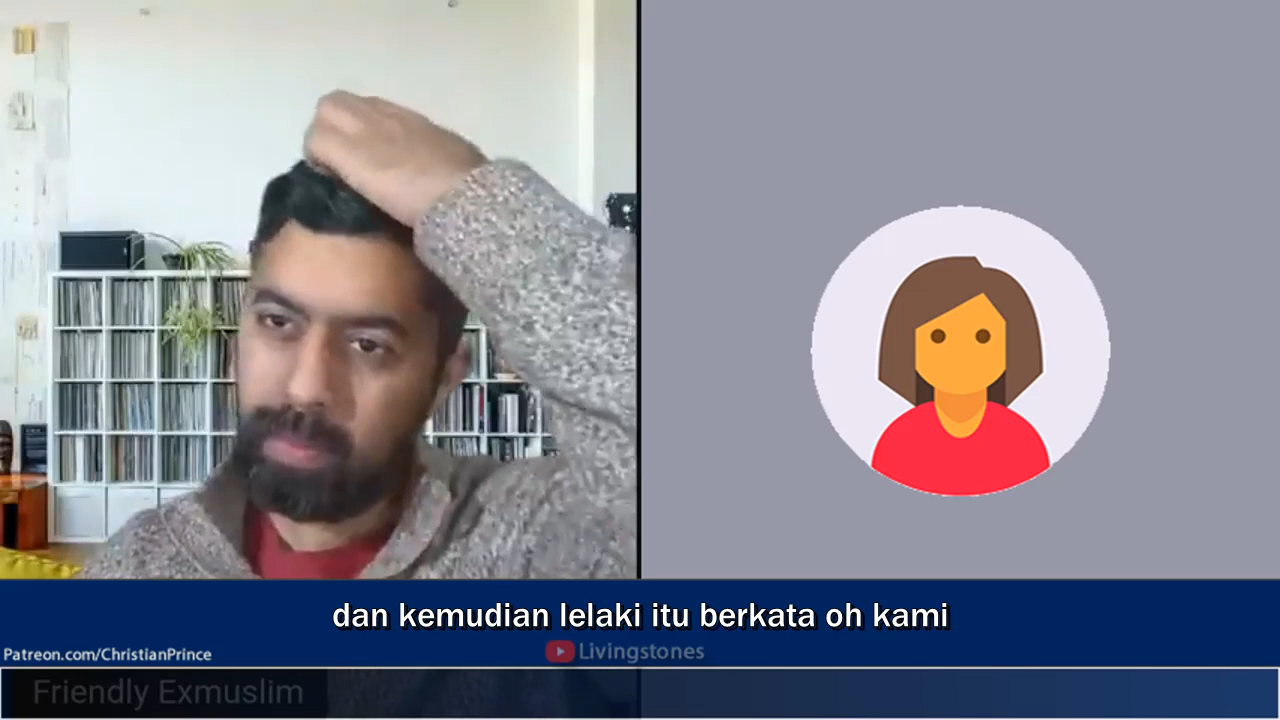 dan kemudian lelaki itu berkata oh kami
Livingstones
Patreon.com/ChristianPrince
Friendly Exmuslim